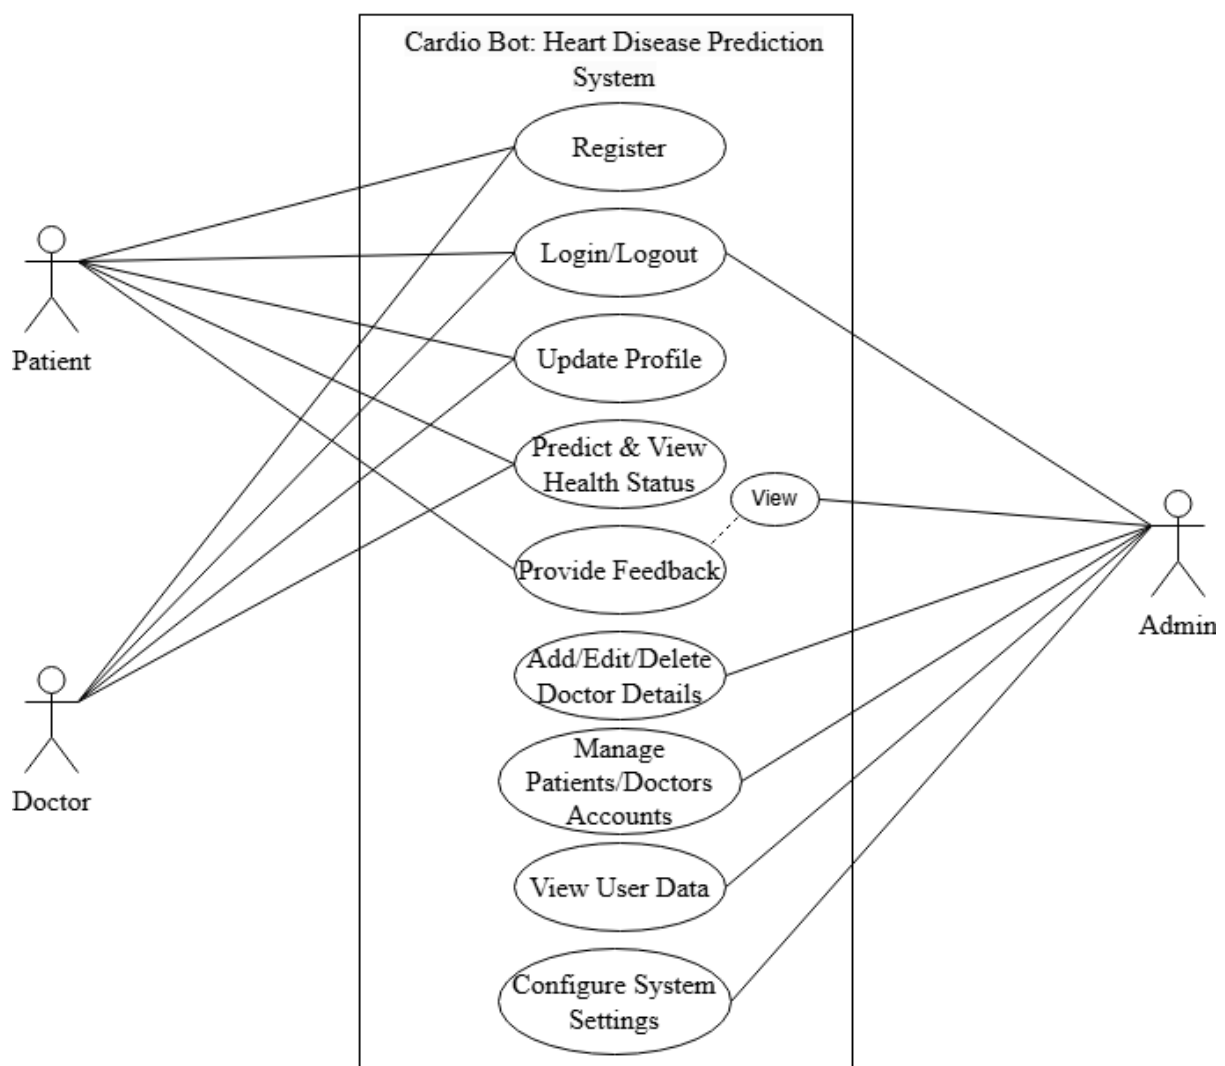 Cardio Bot: Heart Disease Prediction
System
Register
Login/Logout
Patient
Update Profile
Predict & View
Health Status
View
Provide Feedback
Admin
Add/Edit/Delete
Doctor Details
Manage
Patients/Doctors
Accounts
Doctor
View User Data
Configure System
Settings